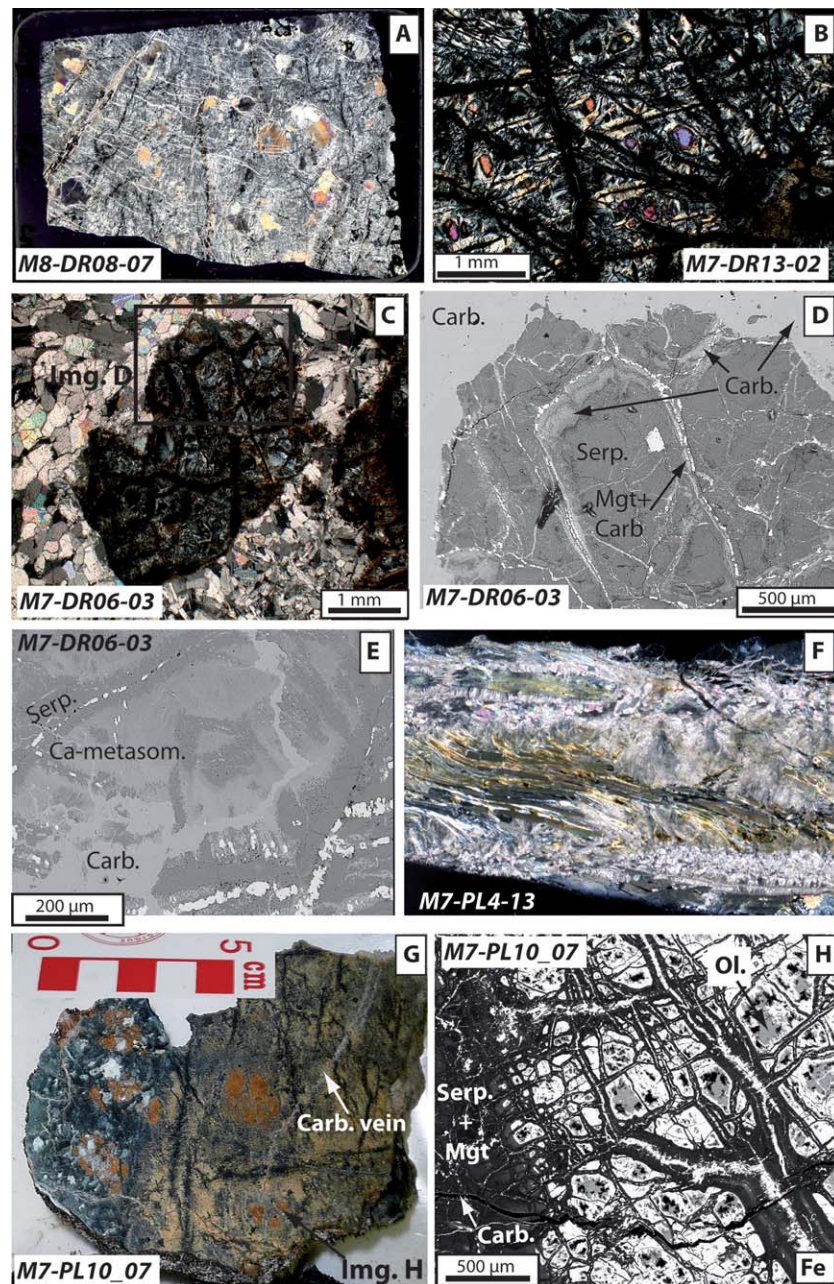 A
M8-DR08-07
B
1 mm
M7-DR13-02
C
Img. D
M7-DR06-03
1 mm
D
Carb.
Carb.
Serp.
Mgt+
Carb
M7-DR06-03
500 µm
M7-DR06-03
E
Serp.
Ca-metasom.
Carb.
200 µm
F
M7-PL4-13
G
0
5
cm
Carb. vein
M7-PL10_07
Img. H
M7-PL10_07
H
Ol.
Serp.
+
Mgt
Carb.
500 µm
Fe